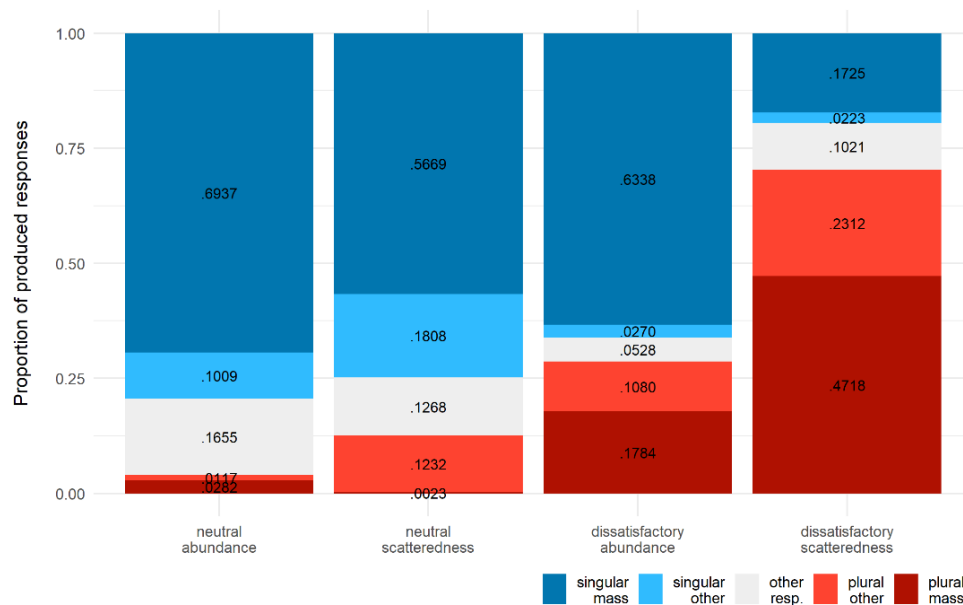 Proportion of produced responses
1.00
0.75
0.50
0.25
0.00
.6937
.1009
.1655
.0117
.0282
.5669
.1808
.1268
.1232
.0023
.6338
.0270
.0528
.1080
.1784
.1725
.0223
.1021
.2312
.4718
neutral
abundance
neutral
scatteredness
dissatisfactory
abundance
dissatisfactory
scatteredness
singular
mass
singular
other
other
resp.
plural
other
plural
mass